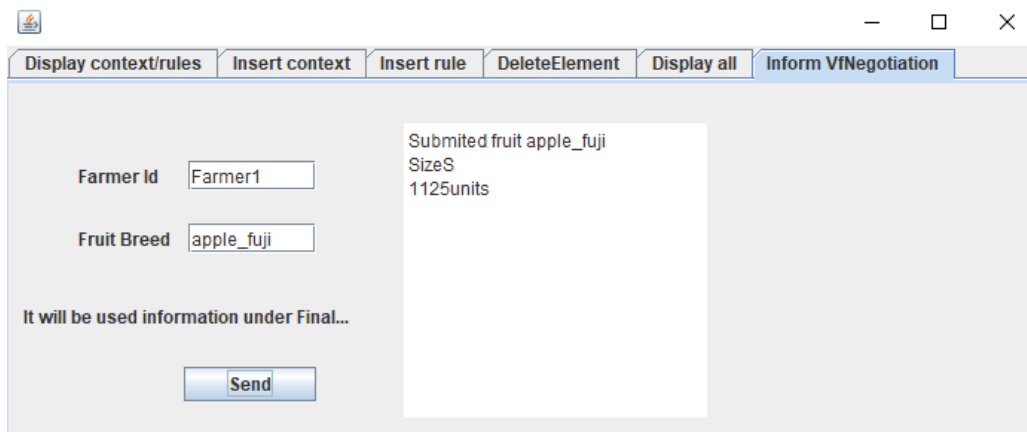 Display context/rules Insert context Insert rule DeleteElement Display all Inform VfNegotiation
Farmer Id Farmer1
Fruit Breed apple_fuji
It will be used information under Final...
Send
Submited fruit apple_fuji
SizeS
1125units